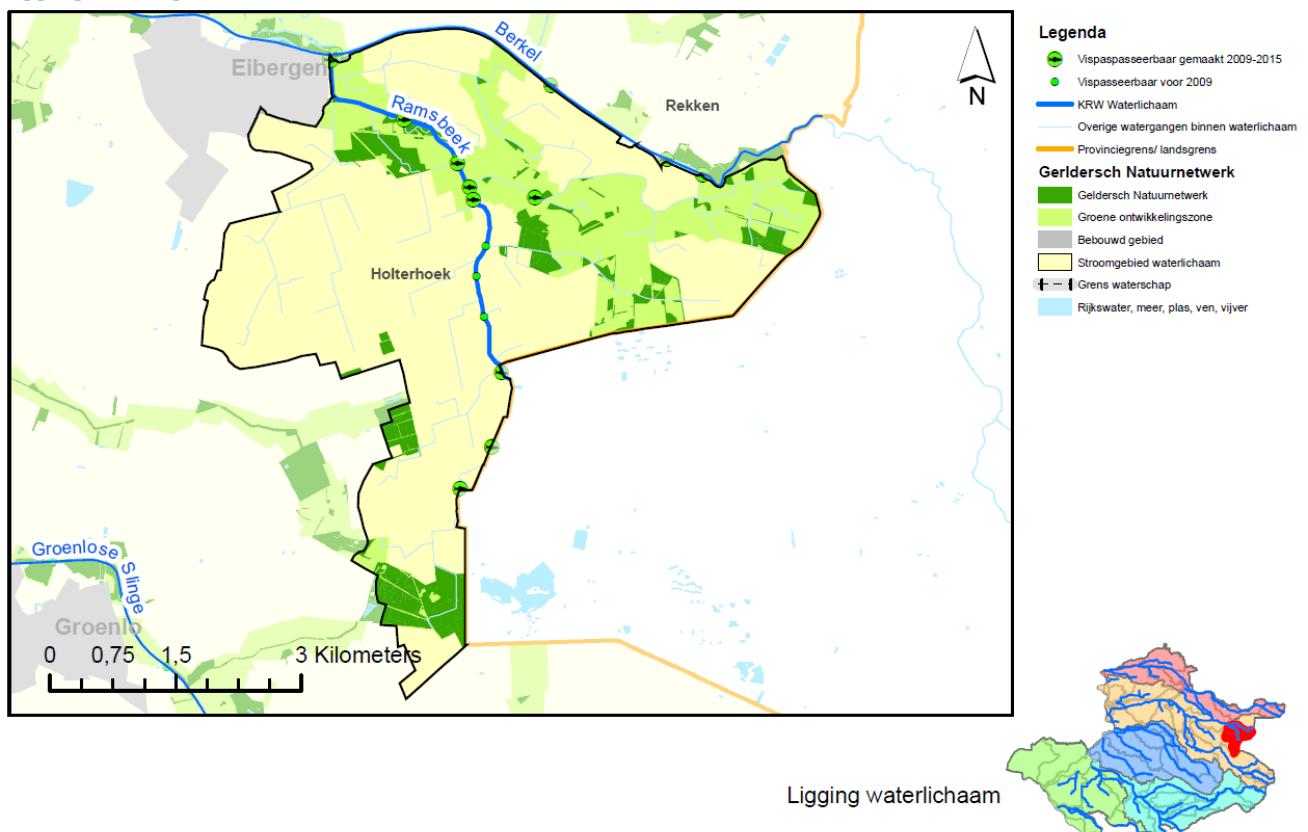 Eibergen
Berkel
Rekken
Ramsbeek
Holterhoek
Groenlose Slinge
Groenlo
0 0,75 1,5 3 Kilometers
N
Legenda
Vispaspasseerbaar gemaakt 2009-2015
Vispasseerbaar voor 2009
KRW Waterlichaam
Overige watergangen binnen waterlichaam
Provinciegrens/ landsgrens
Gerldersch Natuurnetwerk
Geldersch Natuurnetwerk
Groene ontwikkelingszone
Bebouwd gebied
Stroomgebied waterlichaam
Grens waterschap
Rijkswater, meer, plas, ven, vijver
Ligging waterlichaam